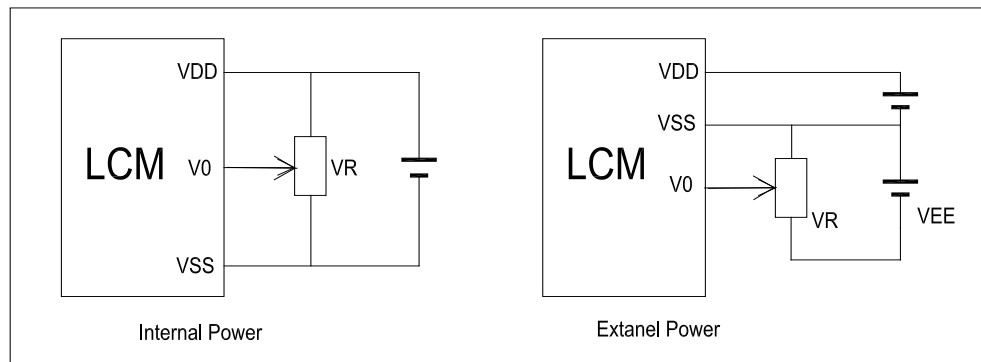 VDD
LCM
V0
VR
VSS
Internal Power
VDD
VSS
LCM
V0
VR
VEE
Extanel Power